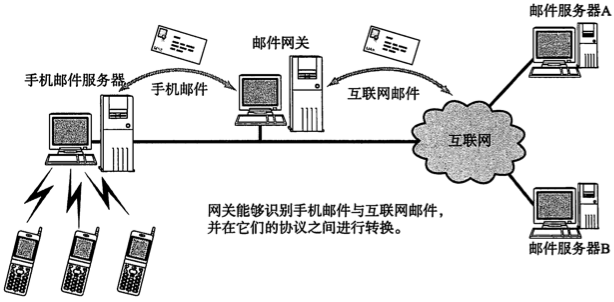 邮件服务器A
邮件网关
手机邮件服务器
手机邮件
互联网邮件
互联网
网关能够识别手机邮件与互联网邮件，
并在它们的协议之间进行转换。
邮件服务器B